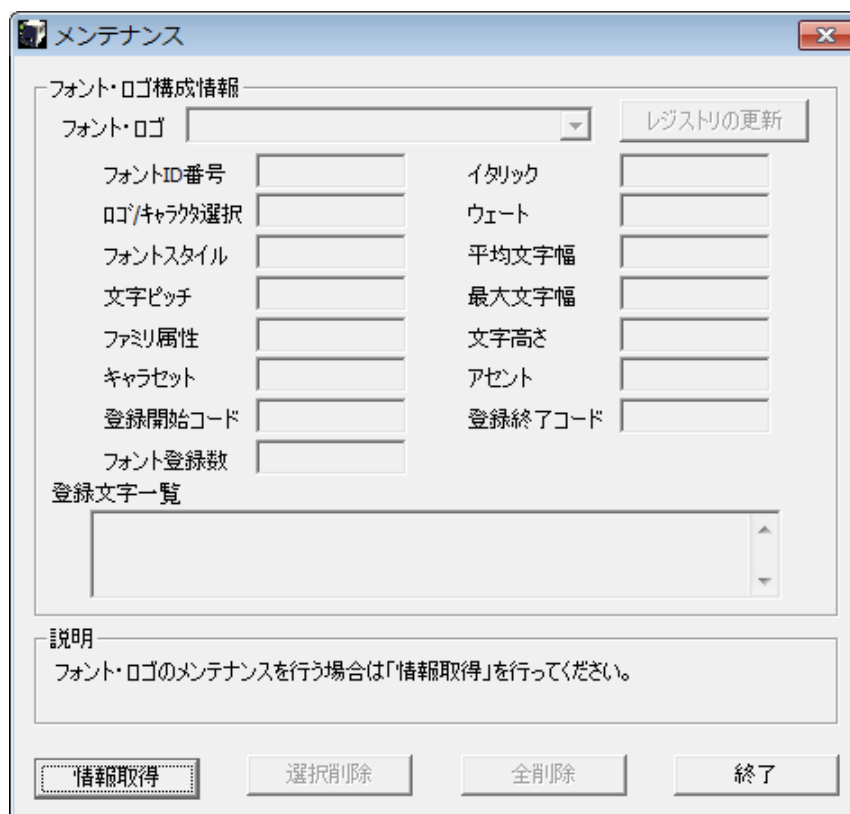 メンテナンス
フォント・ロゴ構成情報
フォント・ロゴ
レジストリの更新
フォントID番号
イタリック
ロゴ/キャラクタ選択
ウェート
フォントスタイル
平均文字幅
文字ピッチ
最大文字幅
ファミリ属性
文字高さ
キャラセット
アセント
登録開始コード
登録終了コード
フォント登録数
登録文字一覧
説明
フォント・ロゴのメンテナンスを行う場合は「情報取得」を行ってください。
情報取得
選択削除
全削除
終了